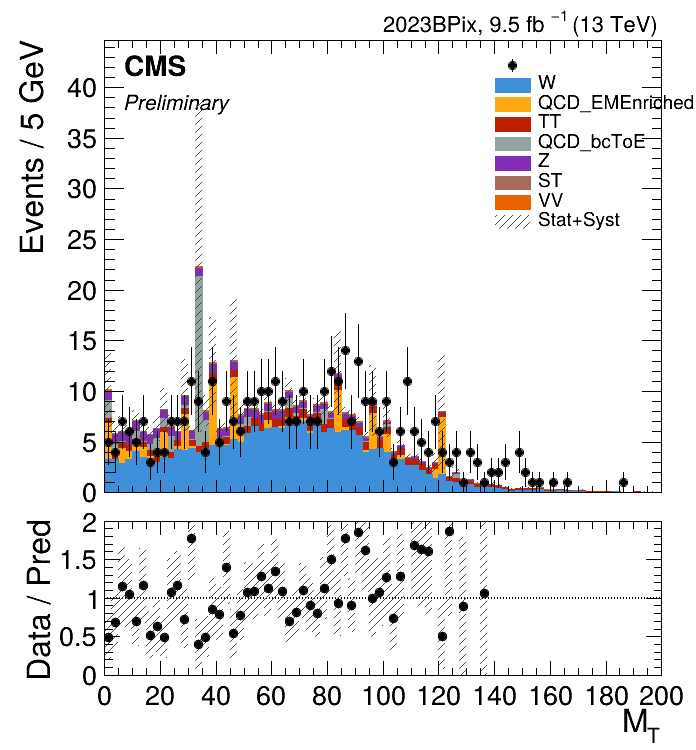 2023BPix, 9.5 fb⁻¹ (13 TeV)
CMS
Preliminary
W
QCD_EMEnriched
TT
QCD_bcToE
Z
ST
VV
Stat+Syst
Events / 5 GeV
40
35
30
25
20
15
10
5
0
Data / Pred
2
1.5
1
0.5
0
0 20 40 60 80 100 120 140 160 180 200
M_T